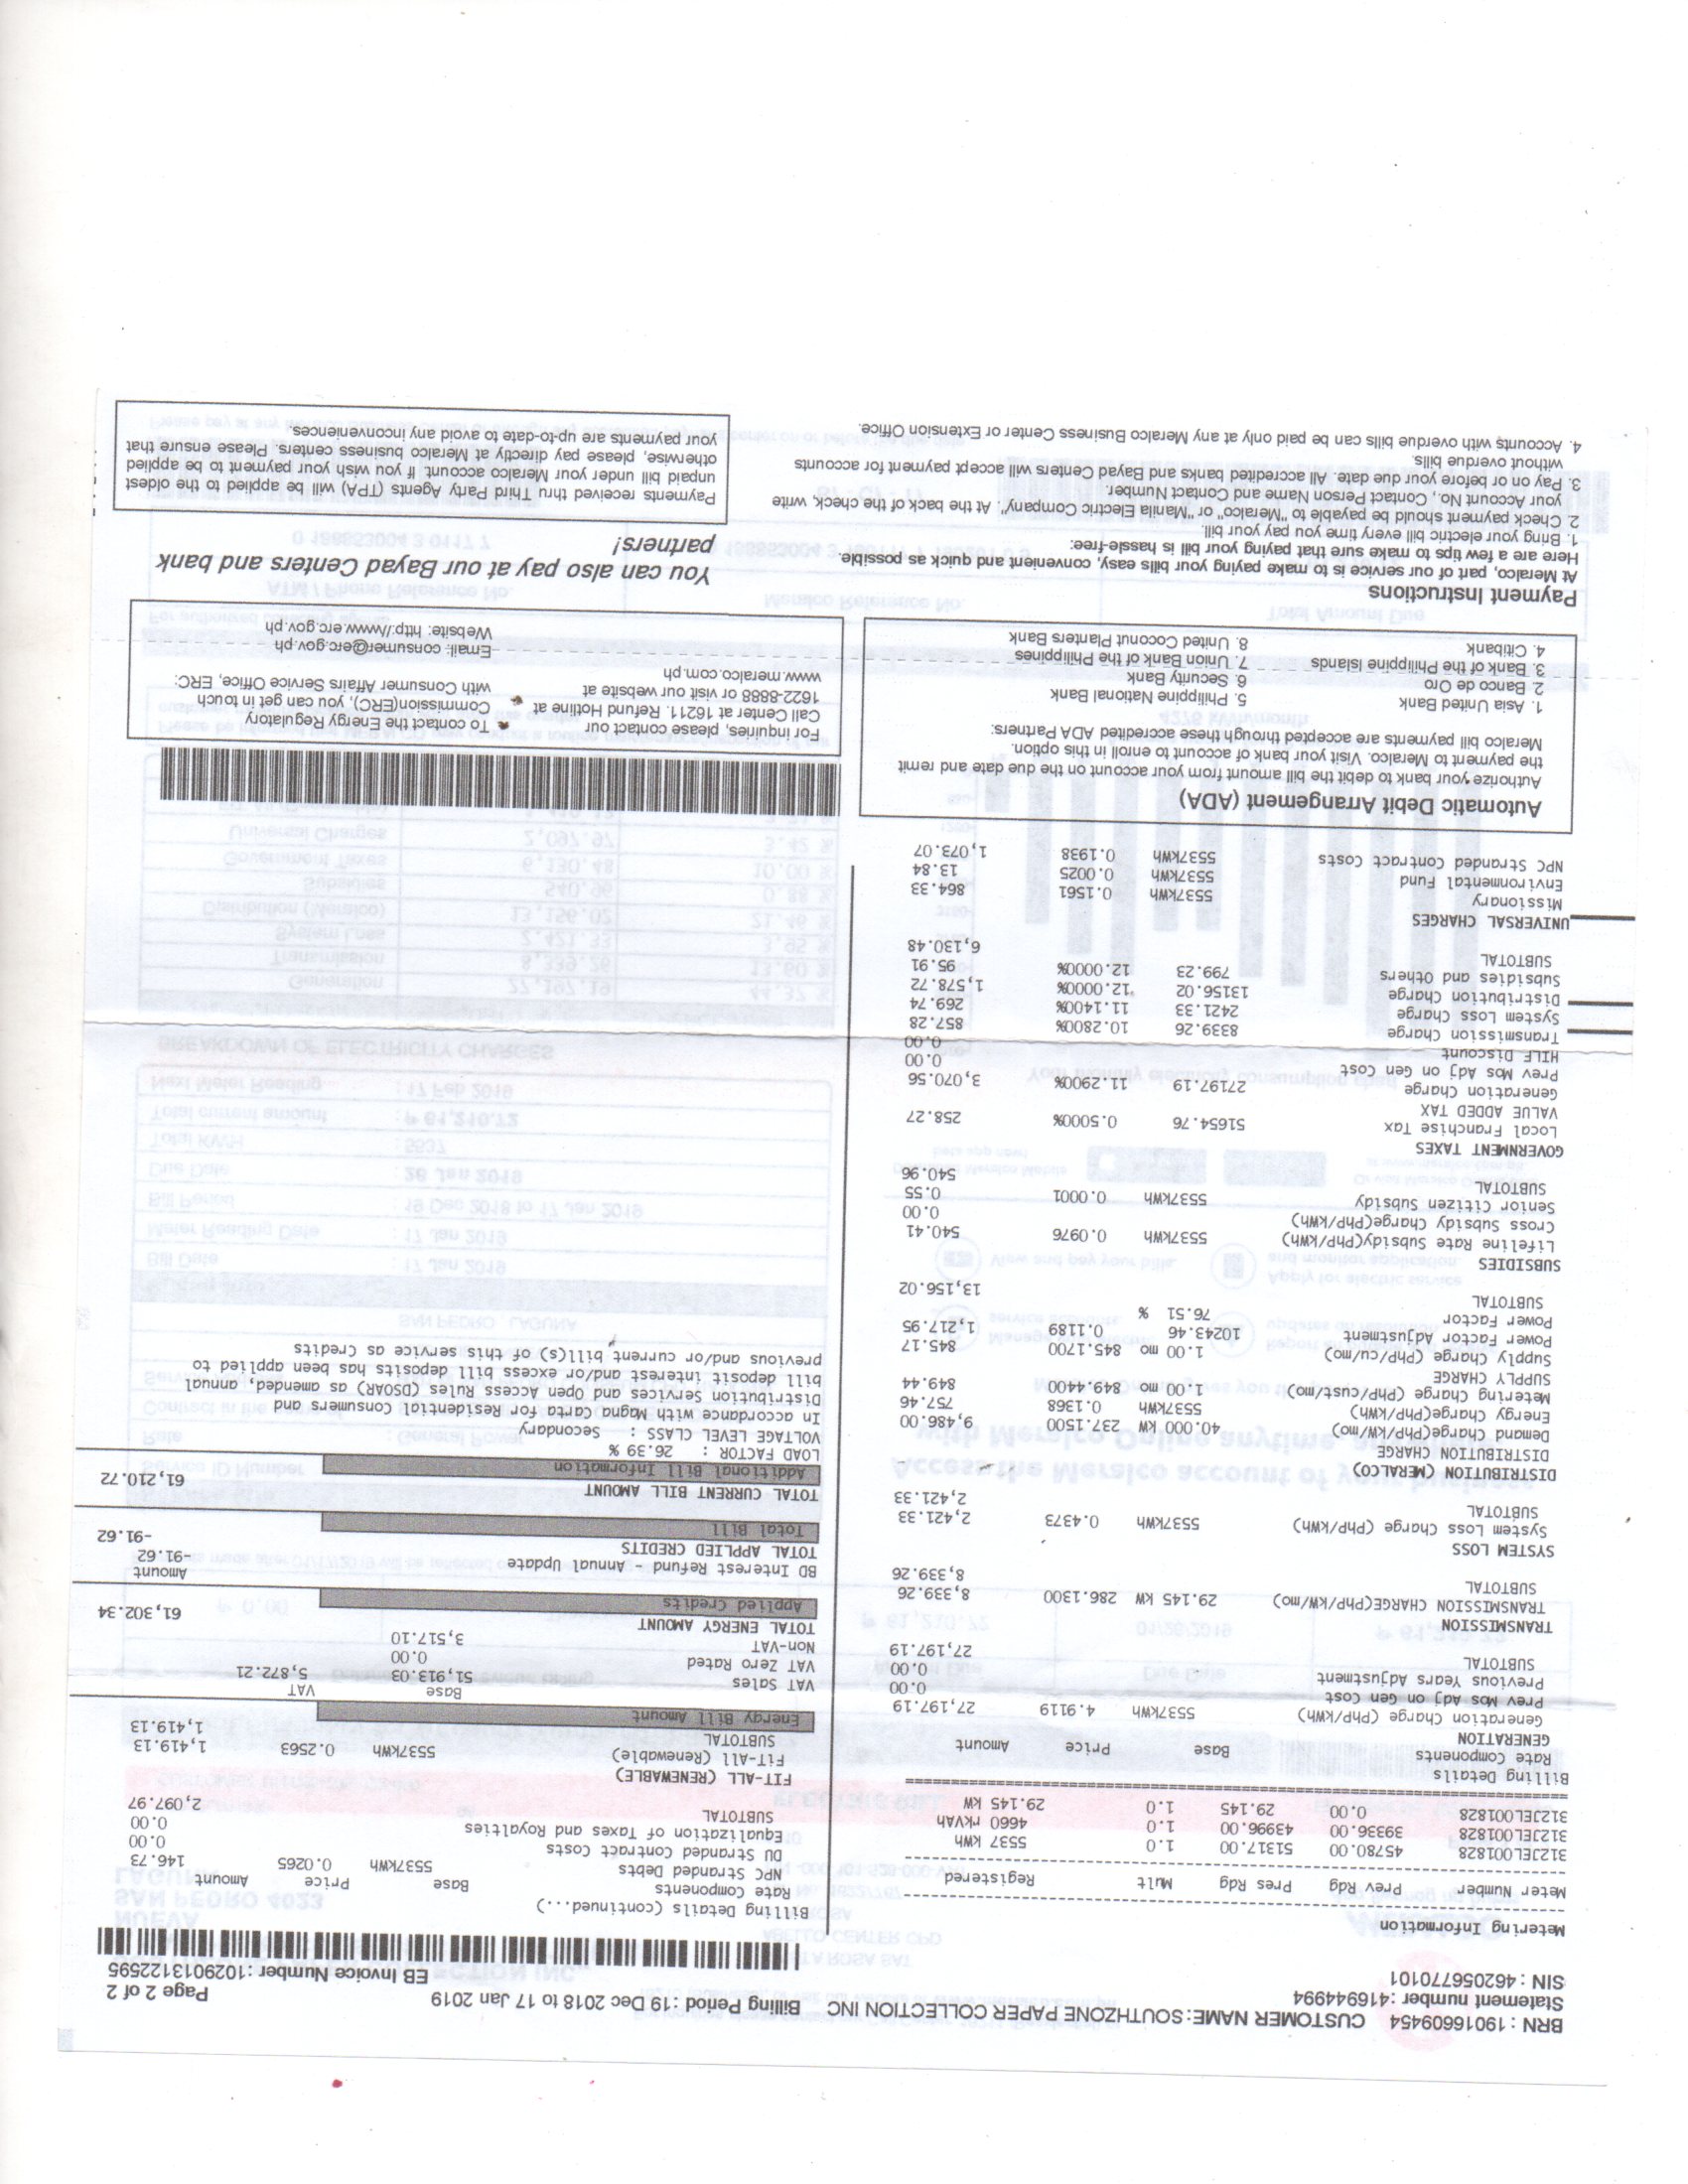 BRN : 19016609454 CUSTOMER NAME: SOUTHZONE PAPER COLLECTION INC Billing Period : 19 Dec 2018 to 17 Jan 2019 Page 2 of 2
Statement number : 416944994
SIN : 462056770101 EB Invoice Number : 102901312
Metering Information
Meter Number Prev Rdg Pres Rdg Mult Registered
312JEL001828 45780.00 51317.00 1.0 5537 kWh
312JEL001828 39336.00 43996.00 1.0 4660 rkVAh
312JEL001828 0.00 29.145 1.0 29.145 KW
Billing Details
Rate Components Base Price Amount
GENERATION
Generation Charge (PhP/kWh) 5537kWh 4.9119 27,197.19
Prev Mbs Adj on Gen Cost 0.00
Previous Years Adjustment 0.00
SUBTOTAL 27,197.19
TRANSMISSION
TRANSMISSION CHARGE(PhP/KW/mo) 29.145 KW 286.1300 8,339.26
SUBTOTAL 8,339.26
SYSTEM LOSS
System Loss Charge (PhP/kWh) 5537kWh 0.4373 2,421.33
SUBTOTAL 2,421.33
DISTRIBUTION (MERALCO)
DISTRIBUTION CHARGE
Demand Charge(PhP/KW/mo) 40.000 KW 237.1500 9,486.00
Energy Charge(PhP/kWh) 5537kWh 0.1368 757.46
Metering Charge (PhP/cust/mo) 1.00 mo 849.4400 849.44
SUPPLY CHARGE
Supply Charge (PhP/cu/mo) 1.00 mo 845.1700 845.17
Power Factor Adjustment 10243.46 0.1189 1,217.95
Power Factor 76.51 %
SUBTOTAL 13,156.02
SUBSIDIES
Lifeline Rate Subsidy(PhP/kWh) 5537kWh 0.0976 540.41
Cross Subsidy Charge(PhP/kWh) 0.00
Senior Citizen Subsidy 5537kWh 0.0001 0.55
SUBTOTAL 540.96
GOVERNMENT TAXES
Local Franchise Tax 51654.76 0.5000% 258.27
VALUE ADDED TAX
Generation Charge 27197.19 11.2900% 3,070.56
Prev Mbs Adj on Gen Cost 0.00
HILF Discount 0.00
Transmission Charge 8339.26 10.2800% 857.28
System Loss Charge 2421.33 11.1400% 269.74
Distribution Charge 13156.02 12.0000% 1,578.72
Subsidies and Others 799.23 12.0000% 95.91
SUBTOTAL 6,130.48
UNIVERSAL CHARGES
Missionary 5537kWh 0.1561 864.33
Environmental Fund 5537kWh 0.0025 13.84
NPC Stranded Contract Costs 5537kWh 0.1938 1,073.07
Billing Details (continued...)
Rate Components Base Price Amount
NPC Stranded Debts 5537kWh 0.0265 146.73
DU Stranded Contract Costs 0.00
Equalization of Taxes and Royalties 0.00
SUBTOTAL 2,097.97
FIT-ALL (RENEWABLE)
FIT-ALL (Renewable) 5537kWh 0.2563 1,419.13
SUBTOTAL 1,419.13
Energy Bill Amount
Base VAT
VAT Sales 51,913.03 5,872.21
VAT Zero Rated 0.00
Non-VAT 3,517.10
TOTAL ENERGY AMOUNT 61,302.34
Applied Credits
Amount
BD Interest Refund - Annual Update -91.62
TOTAL APPLIED CREDITS -91.62
Total Bill
TOTAL CURRENT BILL AMOUNT 61,210.72
Additional Bill Information
LOAD FACTOR : 26.39 %
VOLTAGE LEVEL CLASS : Secondary
In accordance with Magna Carta for Residential Consumers and
Distribution Services and Open Access Rules (DSOAR) as amended, annual
bill deposit interest and/or excess bill deposits has been applied to
previous and/or current bill(s) of this service as Credits
Automatic Debit Arrangement (ADA)
Authorize your bank to debit the bill amount from your account on the due date and remit
the payment to Meralco. Visit your bank of account to enroll in this option.
Meralco bill payments are accepted through these accredited ADA Partners:
1. Asia United Bank 5. Philippine National Bank
2. Banco de Oro 6. Security Bank
3. Bank of the Philippine Islands 7. Union Bank of the Philippines
4. Citibank 8. United Coconut Planters Bank
For inquires, please contact our
Call Center at 16211. Refund Hotline at
1622-8888 or visit our website at
www.meralco.com.ph
To contact the Energy Regulatory
Commission(ERC), you can get in touch
with Consumer Affairs Service Office, ERC:
Email: consumer@erc.gov.ph
Website: http://www.erc.gov.ph
Payment Instructions
At Meralco, part of our service is to make paying your bills easy, convenient and quick as possible.
Here are a few tips to make sure that paying your bill is hassle-free:
1. Bring your electric bill every time you pay your bill.
2. Check payment should be payable to "Meralco" or "Manila Electric Company". At the back of the check, write
your Account No., Contact Person Name and Contact Number.
3. Pay on or before your due date. All accredited banks and Bayad Centers will accept payment for accounts
without overdue bills.
4. Accounts with overdue bills can be paid only at any Meralco Business Center or Extension Office.
You can also pay at our Bayad Centers and bank
partners!
Payments received thru Third Party Agents (TPA) will be applied to the oldest
unpaid bill under your Meralco account. If you wish your payment to be applied
otherwise, please pay directly at Meralco business centers. Please ensure that
your payments are up-to-date to avoid any inconveniences.